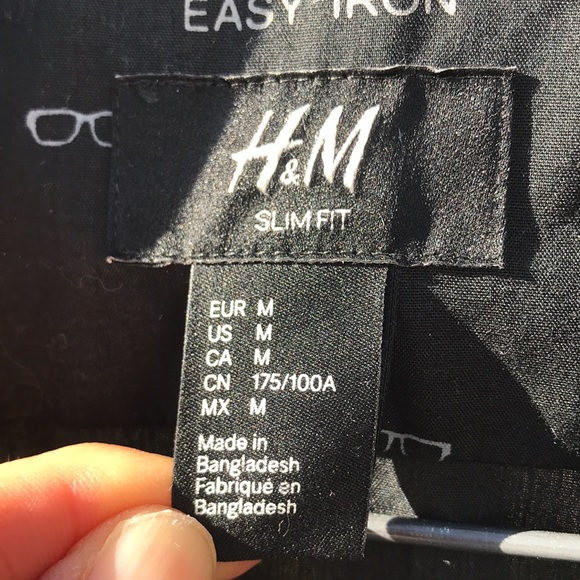 EASY-IRON
H&M
SLIM FIT
EUR M
US M
CA M
CN 175/100A
MX M
Made in
Bangladesh
Fabriqué en
Bangladesh